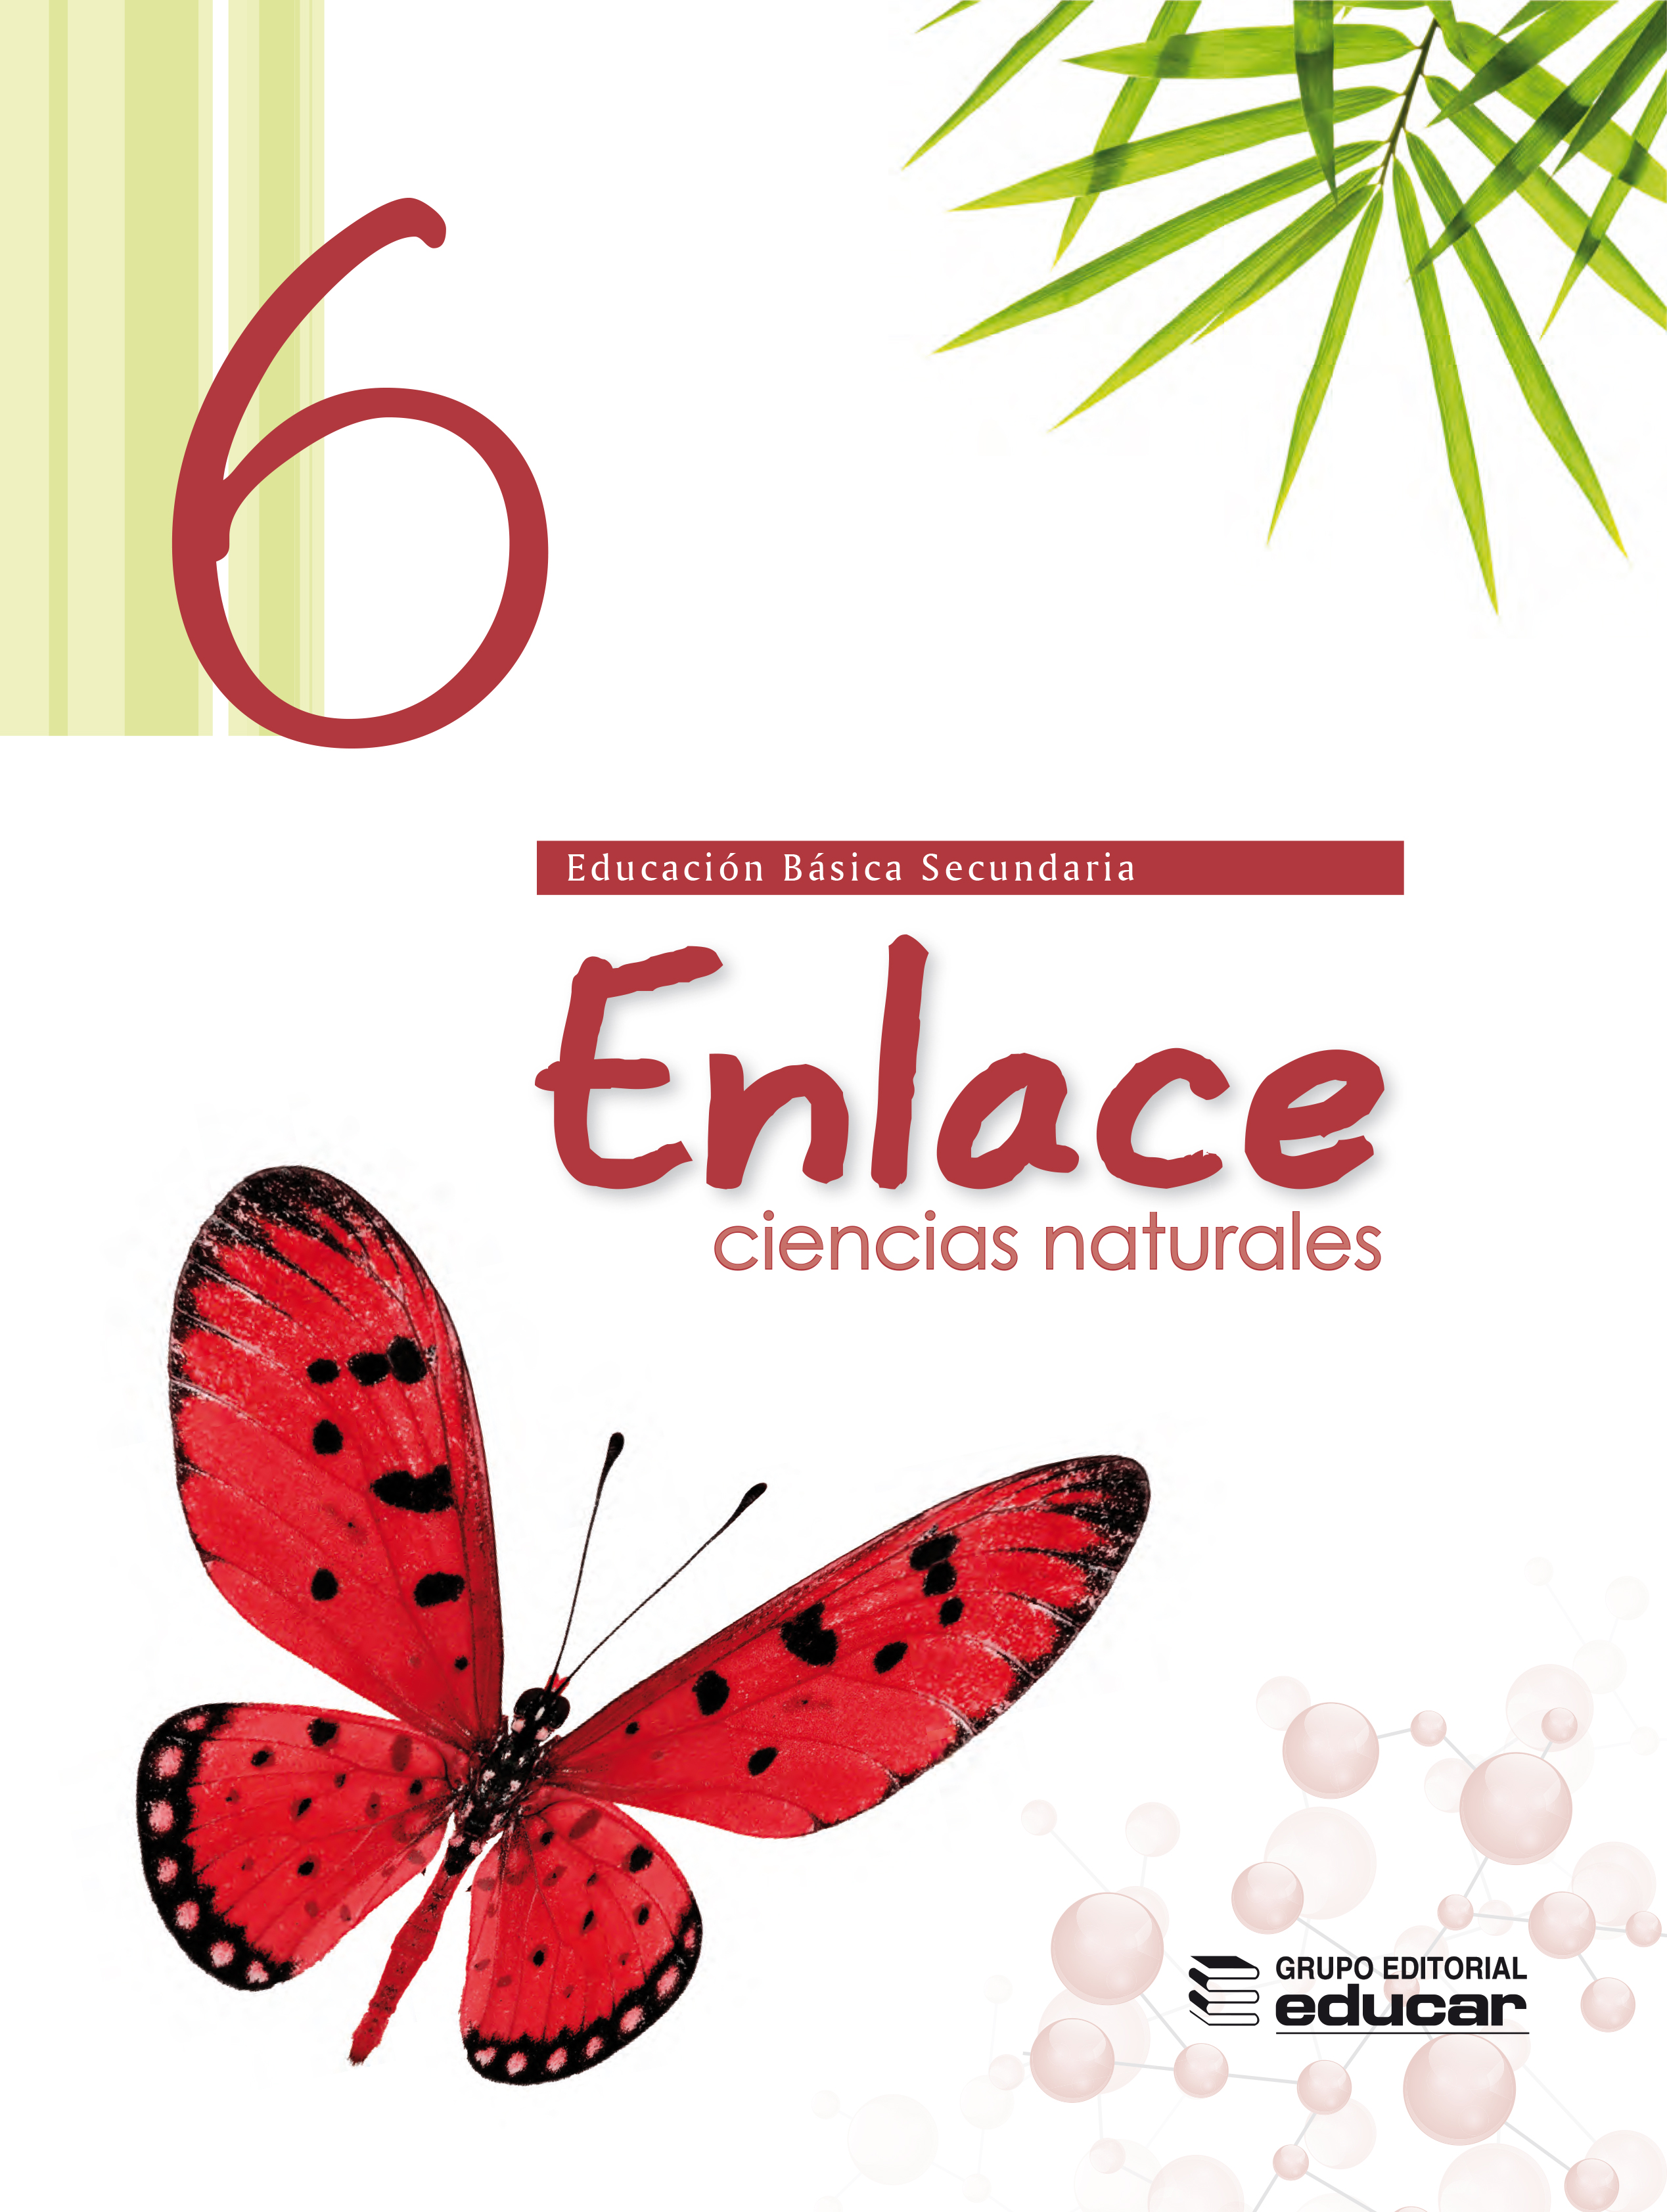 6
Educación Básica Secundaria
Enlace
ciencias naturales
GRUPO EDITORIAL
educar